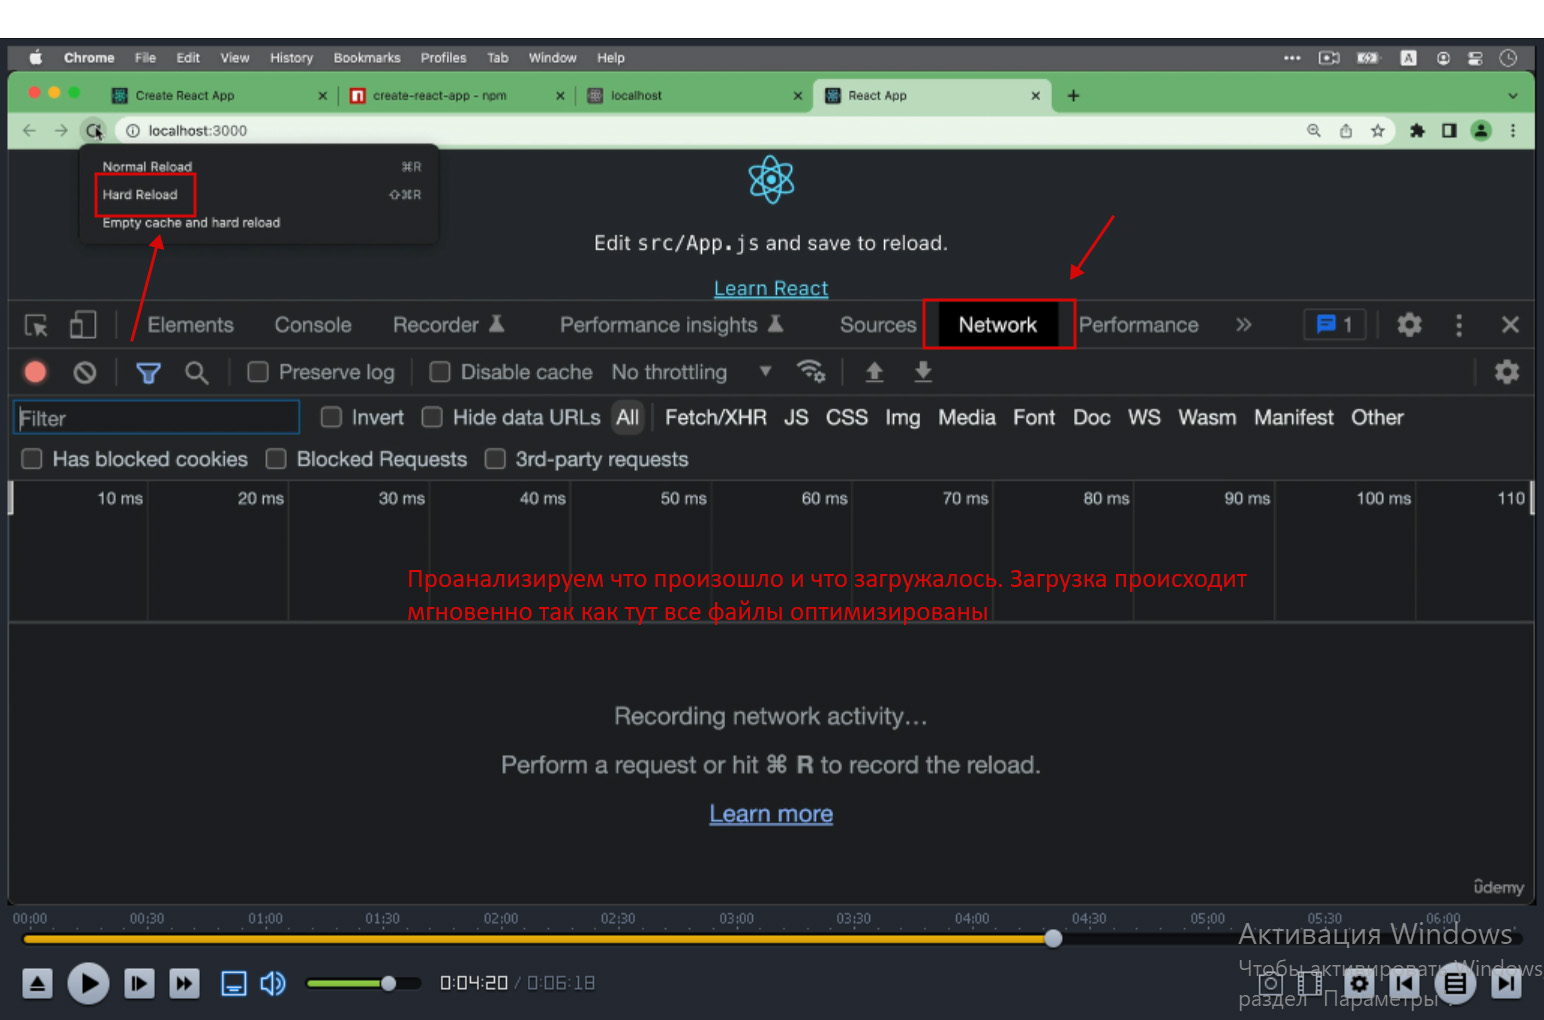 Chrome File Edit View History Bookmarks Profiles Tab Window Help
Create React App
create-react-app - npm
localhost
React App
localhost:3000
Normal Reload ⌘R
Hard Reload ⇧⌘R
Empty cache and hard reload
Edit src/App.js and save to reload.
Learn React
Elements Console Recorder Performance insights Sources Network Performance 1
Preserve log Disable cache No throttling
Filter Invert Hide data URLs All Fetch/XHR JS CSS Img Media Font Doc WS Wasm Manifest Other
Has blocked cookies Blocked Requests 3rd-party requests
10 ms 20 ms 30 ms 40 ms 50 ms 60 ms 70 ms 80 ms 90 ms 100 ms 110
Проанализируем что произошло и что загружалось. Загрузка происходит
мгновенно так как тут все файлы оптимизированы
Recording network activity…
Perform a request or hit ⌘ R to record the reload.
Learn more
ûdemy
00:00 00:30 01:00 01:30 02:00 02:30 03:00 03:30 04:00 04:30 05:00 05:30 06:00
Активация Windows
Чтобы активировать Windows
раздел "Параметры
0:04:20 / 0:06:18